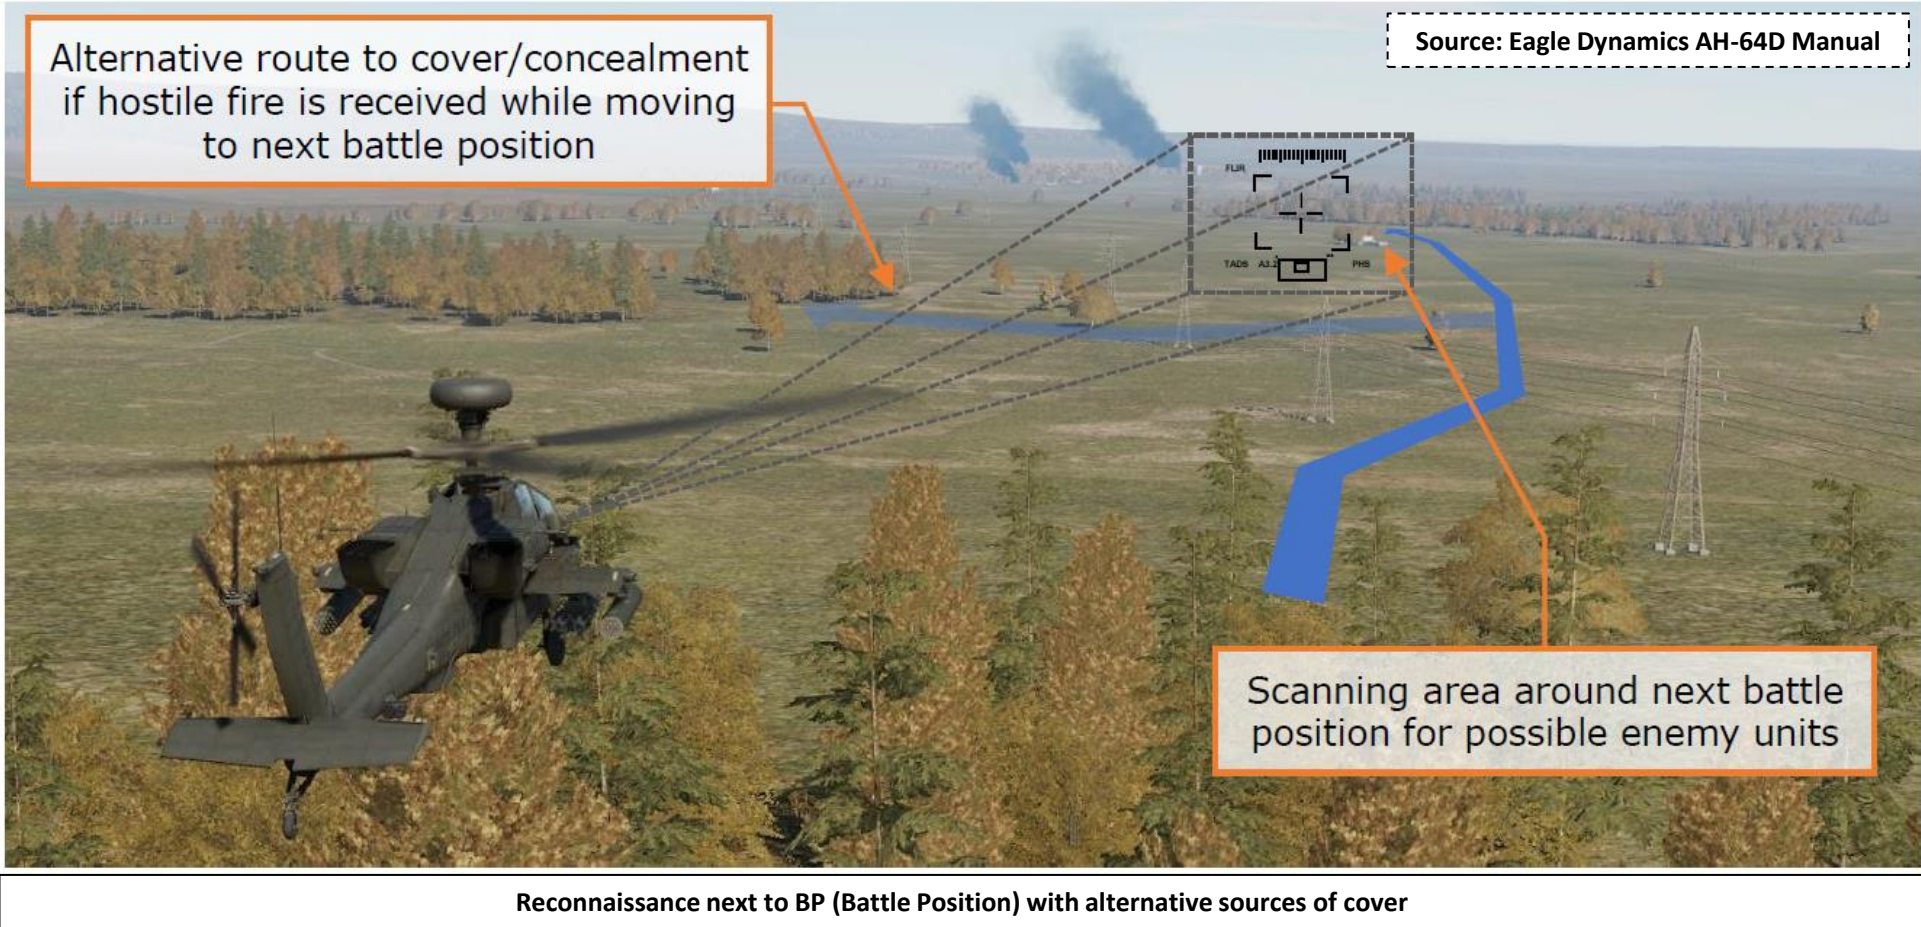 Alternative route to cover/concealment
if hostile fire is received while moving
to next battle position
Source: Eagle Dynamics AH-64D Manual
FLIR
TADS A3.2 PHS
Scanning area around next battle
position for possible enemy units
Reconnaissance next to BP (Battle Position) with alternative sources of cover